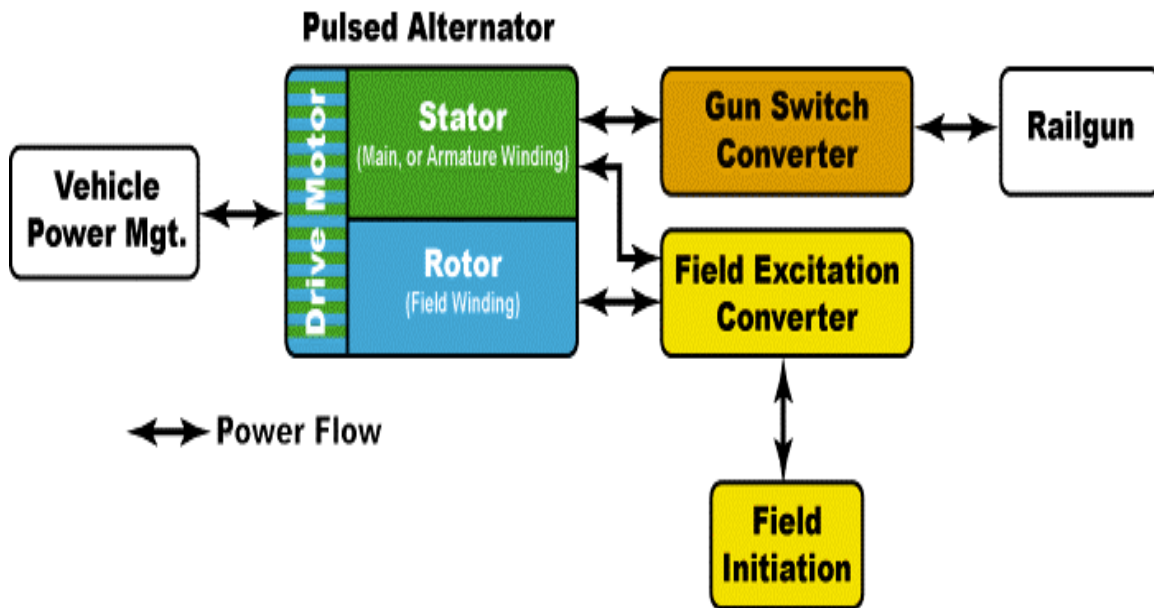 Pulsed Alternator
Vehicle
Power Mgt.
Drive Motor
Stator
(Main, or Armature Winding)
Rotor
(Field Winding)
Gun Switch
Converter
Railgun
Field Excitation
Converter
Power Flow
Field
Initiation